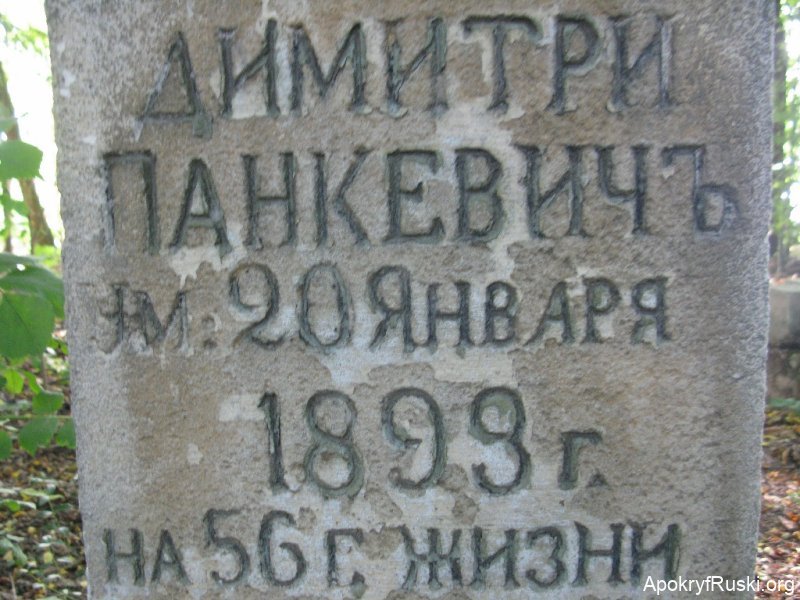 ДИМИТРИ
ПАНКЕВИЧЪ
Ум: 20 Января
1893 г.
НА 56 г. ЖИЗНИ
ApokryfRuski.org